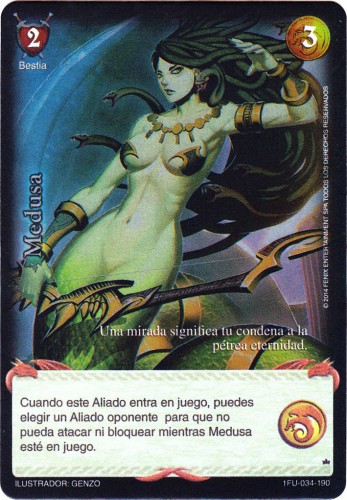 2
3
Bestia
© 2014 FENIX ENTERTAINMENT SPA TODOS LOS DERECHOS RESERVADOS
Medusa
Una mirada significa tu condena a la
pétrea eternidad.
Cuando este Aliado entra en juego, puedes
elegir un Aliado oponente para que no
pueda atacar ni bloquear mientras Medusa
esté en juego.
ILUSTRADOR: GENZO
1FU-034-190